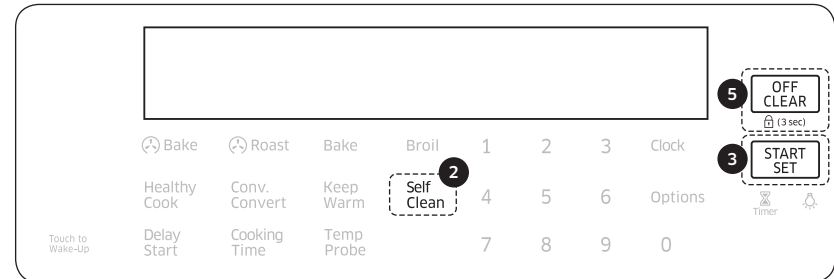 5
OFF
CLEAR
(3 sec)
Bake Roast Bake Broil 1 2 3 Clock
3
START
SET
2
Healthy
Cook
Conv.
Convert
Keep
Warm
Self
Clean
4 5 6 Options
Timer
Touch to
Wake-Up
Delay
Start
Cooking
Time
Temp
Probe
7 8 9 0